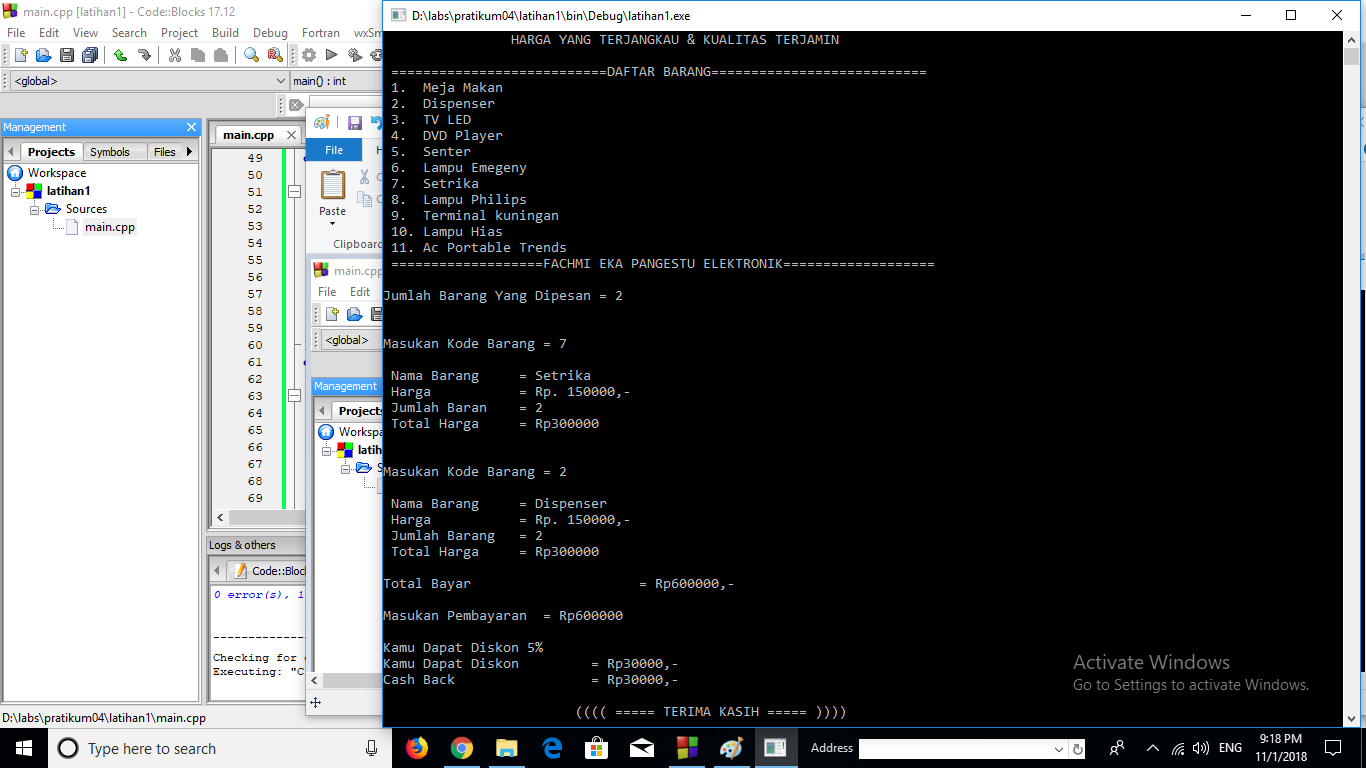 main.cpp [latihan1] - Code::Blocks 17.12
File Edit View Search Project Build Debug Fortran wxSm
<global>
main() : int
Management
Projects Symbols Files
Workspace
latihan1
Sources
main.cpp
main.cpp
49
50
51
52
53
54
55
56
57
58
59
60
61
62
63
64
65
66
67
68
69
Logs & others
Code::Bloc
0 error(s), 1
Checking for
Executing: "C
D:\labs\pratikum04\latihan1\main.cpp
File
Paste
Clipboard
main.cpp
File Edit
<global>
Management
Projects
Workspa
latih
S
D:\labs\pratikum04\latihan1\bin\Debug\latihan1.exe
HARGA YANG TERJANGKAU & KUALITAS TERJAMIN
===========================DAFTAR BARANG===========================
1. Meja Makan
2. Dispenser
3. TV LED
4. DVD Player
5. Senter
6. Lampu Emegeny
7. Setrika
8. Lampu Philips
9. Terminal kuningan
10. Lampu Hias
11. Ac Portable Trends
===================FACHMI EKA PANGESTU ELEKTRONIK===================
Jumlah Barang Yang Dipesan = 2
Masukan Kode Barang = 7
Nama Barang = Setrika
Harga = Rp. 150000,-
Jumlah Baran = 2
Total Harga = Rp300000
Masukan Kode Barang = 2
Nama Barang = Dispenser
Harga = Rp. 150000,-
Jumlah Barang = 2
Total Harga = Rp300000
Total Bayar = Rp600000,-
Masukan Pembayaran = Rp600000
Kamu Dapat Diskon 5%
Kamu Dapat Diskon = Rp30000,-
Cash Back = Rp30000,-
(((( ===== TERIMA KASIH ===== ))))
Activate Windows
Go to Settings to activate Windows.
Type here to search
Address
ENG
9:18 PM
11/1/2018